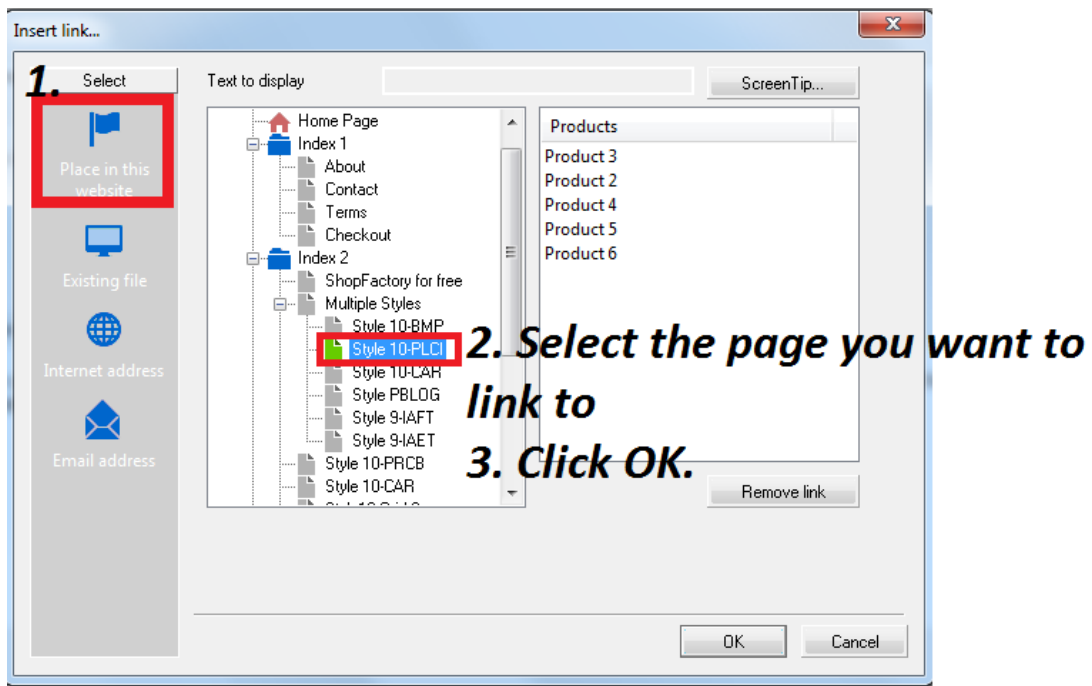 Insert link...
1.
Select
Text to display
ScreenTip...
Place in this
website
Existing file
Internet address
Email address
Home Page
Index 1
About
Contact
Terms
Checkout
Index 2
ShopFactory for free
Multiple Styles
Style 10-BMP
Style 10-PLCI
Style 10-CAR
Style PBLOG
Style 9-IAFT
Style 9-IAET
Style 10-PRCB
Style 10-CAR
Products
Product 3
Product 2
Product 4
Product 5
Product 6
2. Select the page you want to
link to
3. Click OK.
Remove link
OK
Cancel